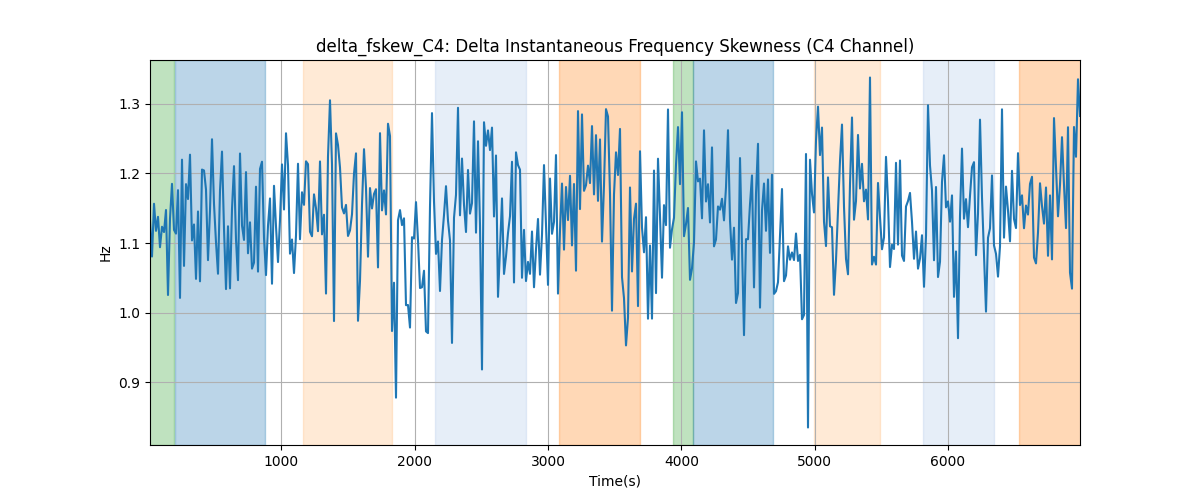 delta_fskew_C4: Delta Instantaneous Frequency Skewness (C4 Channel)
Hz
1.3
1.2
1.1
1.0
0.9
1000 2000 3000 4000 5000 6000
Time(s)